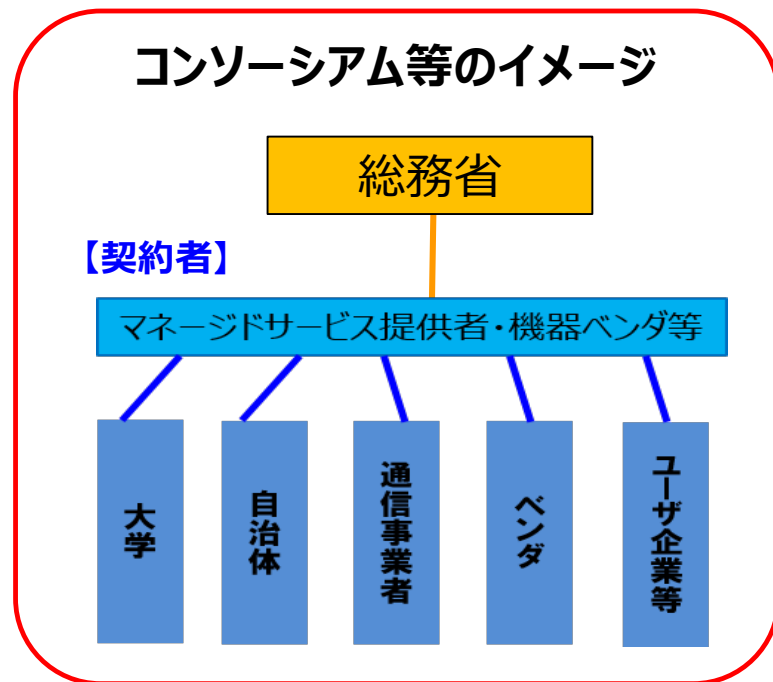 コンソーシアム等のイメージ
総務省
【契約者】
マネージドサービス提供者・機器ベンダ等
大学
自治体
通信事業者
ベンダ
ユーザ企業等